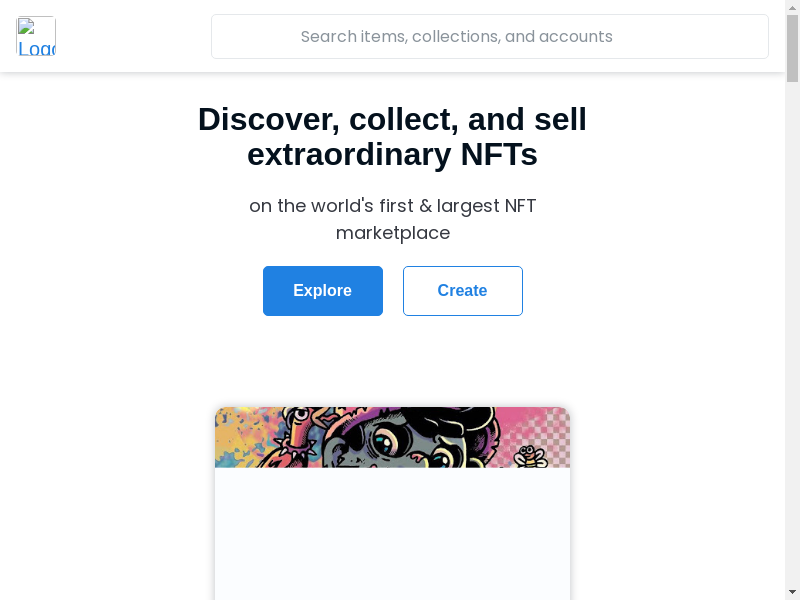 Logo
Search items, collections, and accounts
Discover, collect, and sell
extraordinary NFTs
on the world's first & largest NFT
marketplace
Explore
Create